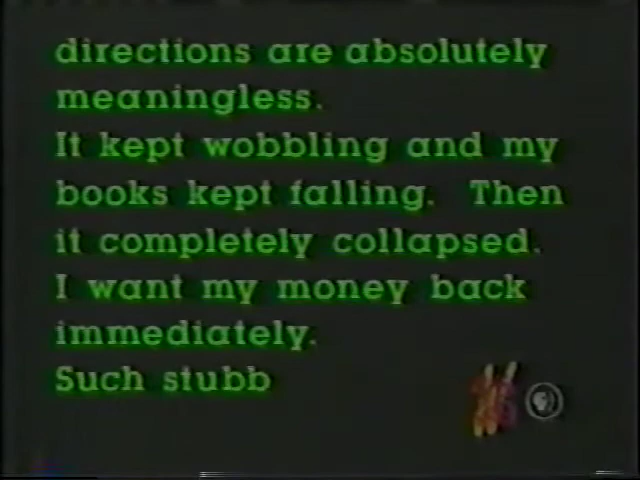 directions are absolutely
meaningless.
It kept wobbling and my
books kept falling. Then
it completely collapsed.
I want my money back
immediately.
Such stubb